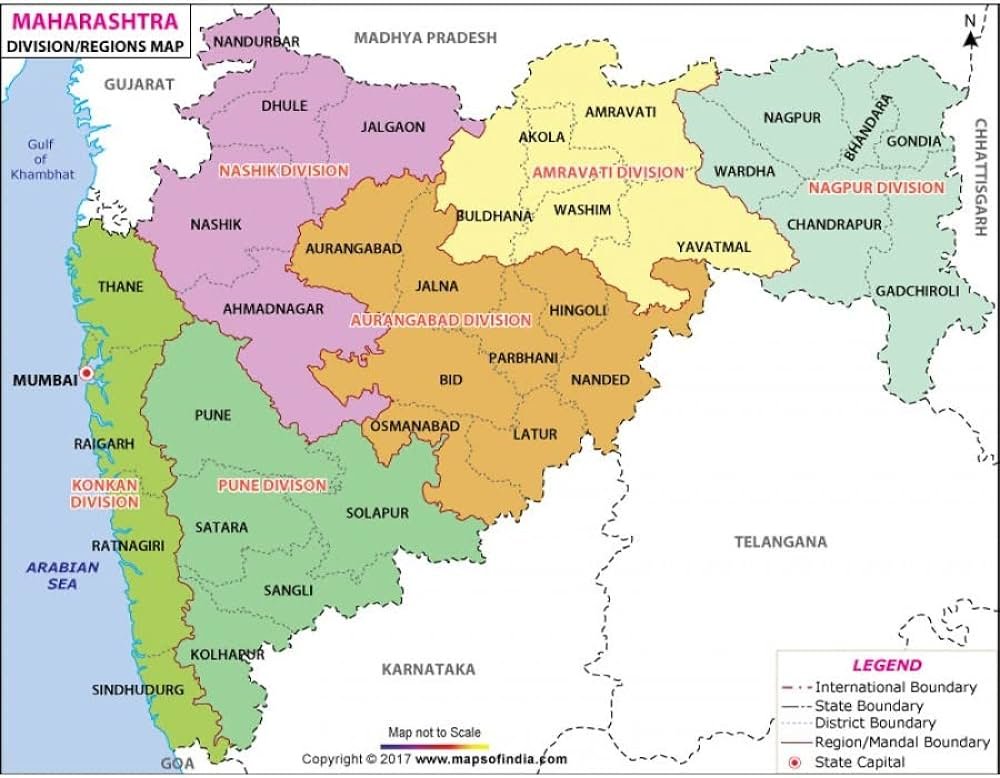 MAHARASHTRA
DIVISION/REGIONS MAP
NANDURBAR
MADHYA PRADESH
N
GUJARAT
DHULE
JALGAON
AMRAVATI
AKOLA
NAGPUR
BHANDARA
GONDIA
CHHATTISGARH
Gulf
of
Khambhat
NASHIK DIVISION
AMRAVATI DIVISION
WARDHA
NAGPUR DIVISION
NASHIK
BULDHANA
WASHIM
CHANDRAPUR
AURANGABAD
YAVATMAL
THANE
JALNA
GADCHIROLI
AHMADNAGAR
AURANGABAD DIVISION
HINGOLI
PARBHANI
MUMBAI
BID
NANDED
PUNE
OSMANABAD
LATUR
RAIGARH
KONKAN
DIVISION
PUNE DIVISON
SATARA
SOLAPUR
RATNAGIRI
TELANGANA
ARABIAN
SEA
SANGLI
KOLHAPUR
KARNATAKA
SINDHUDURG
GOA
LEGEND
International Boundary
State Boundary
District Boundary
Region/Mandal Boundary
State Capital
Map not to Scale
Copyright © 2017 www.mapsofindia.com